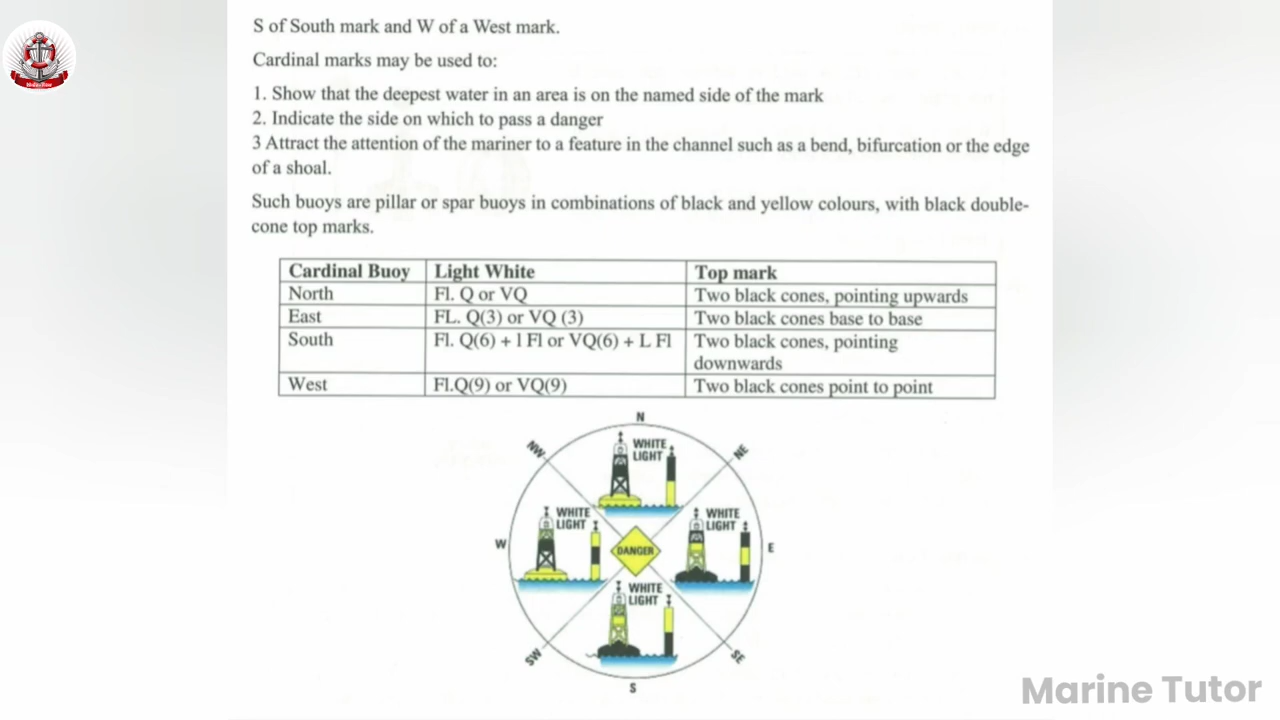 S of South mark and W of a West mark.
Cardinal marks may be used to:
1. Show that the deepest water in an area is on the named side of the mark
2. Indicate the side on which to pass a danger
3 Attract the attention of the mariner to a feature in the channel such as a bend, bifurcation or the edge
of a shoal.
Such buoys are pillar or spar buoys in combinations of black and yellow colours, with black double-
cone top marks.
Cardinal Buoy Light White Top mark
North Fl. Q or VQ Two black cones, pointing upwards
East FL. Q(3) or VQ (3) Two black cones base to base
South Fl. Q(6) + l Fl or VQ(6) + L Fl Two black cones, pointing
downwards
West Fl.Q(9) or VQ(9) Two black cones point to point
N
NW NE
WHITE
LIGHT
WHITE WHITE
LIGHT LIGHT
W DANGER E
WHITE
LIGHT
SW SE
S
Marine Tutor